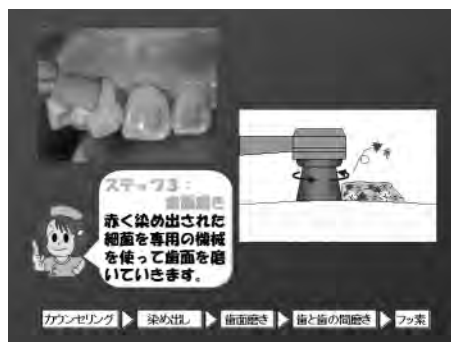 ステップ3：
歯面磨き
赤く染め出された
細菌を専用の機械
を使って歯面を磨
いていきます。
カウンセリング ▶ 染め出し ▶ 歯面磨き ▶ 歯と歯の間磨き ▶ フッ素